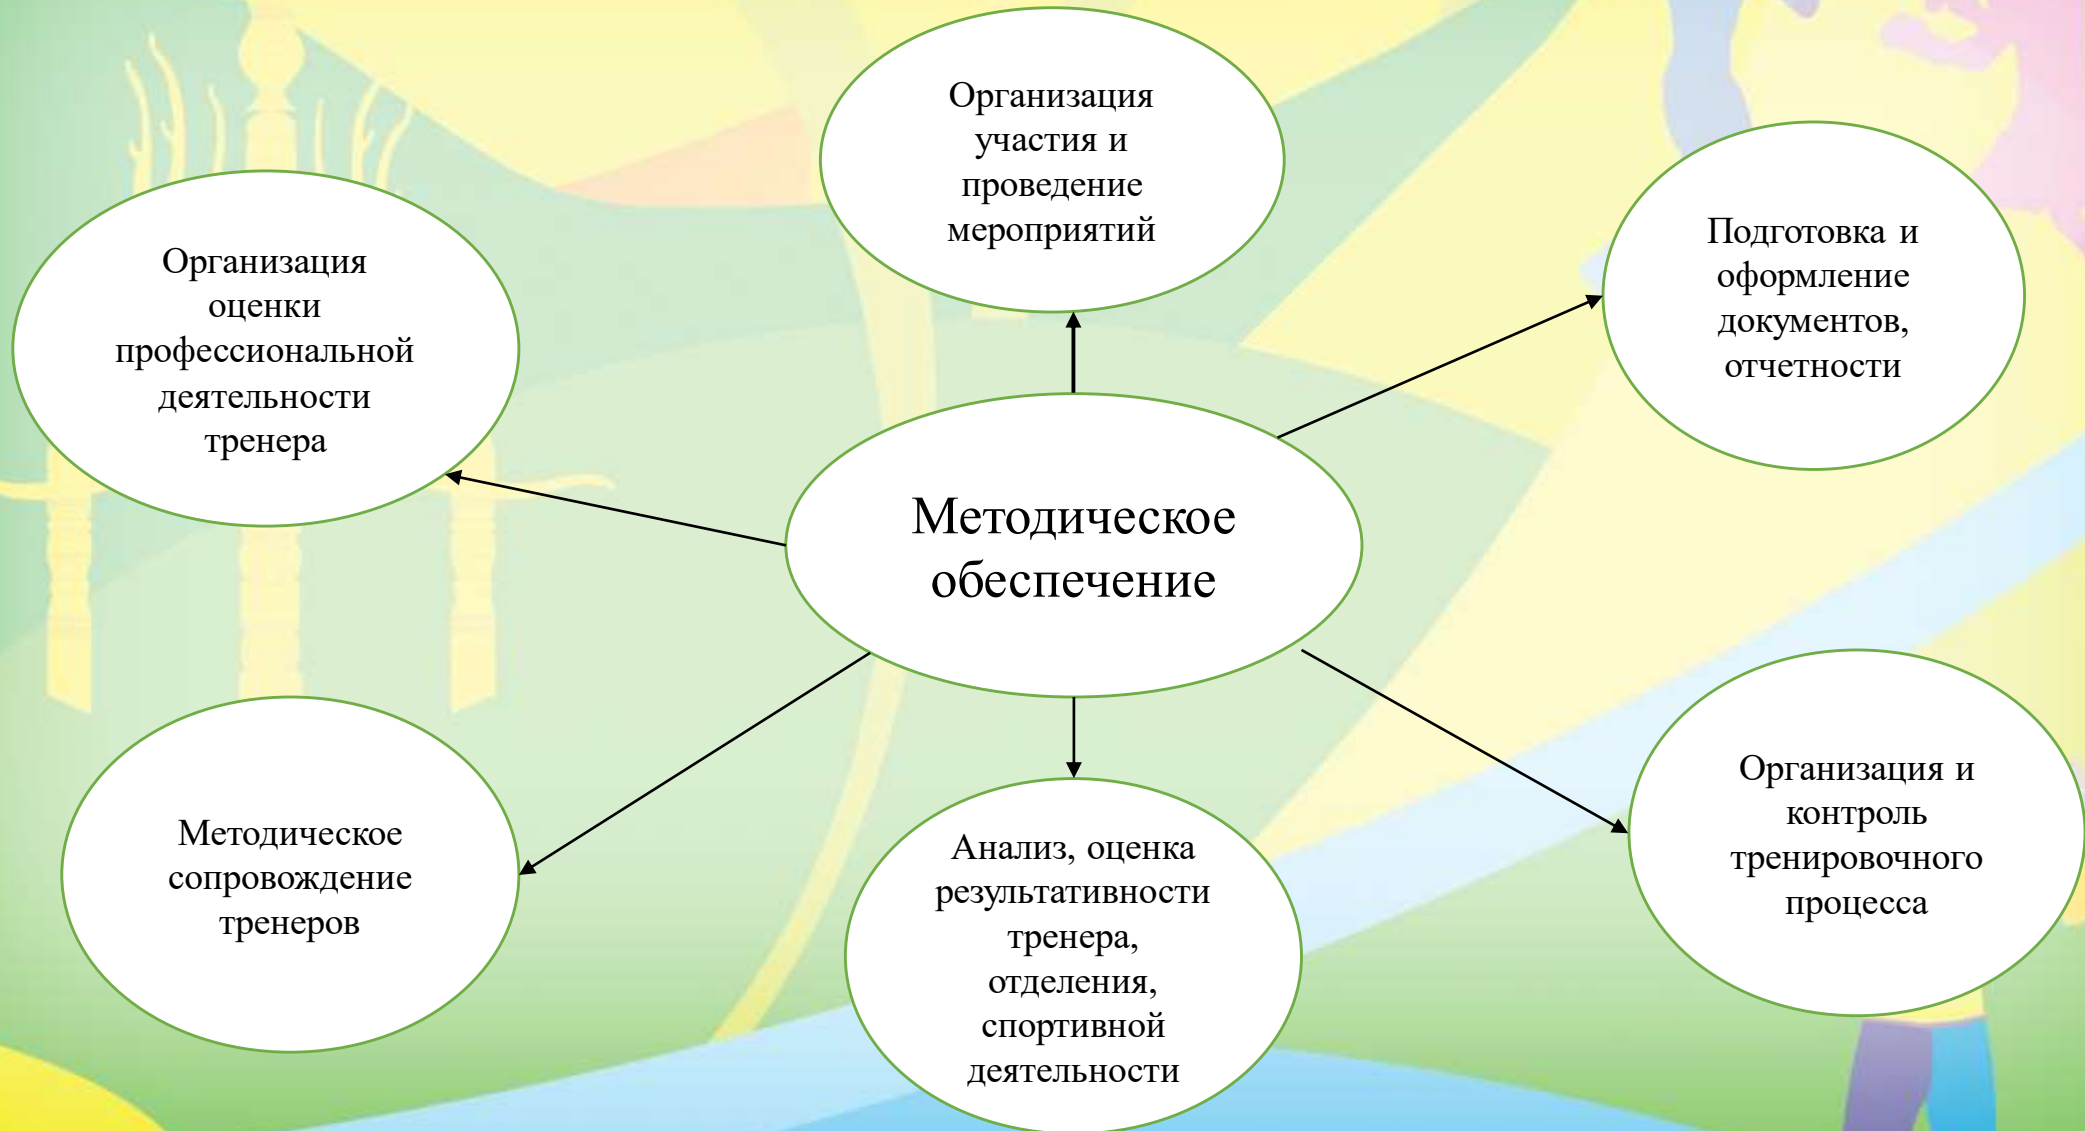 Организация
участия и
проведение
мероприятий
Организация
оценки
профессиональной
деятельности
тренера
Подготовка и
оформление
документов,
отчетности
Методическое
обеспечение
Методическое
сопровождение
тренеров
Анализ, оценка
результативности
тренера,
отделения,
спортивной
деятельности
Организация и
контроль
тренировочного
процесса